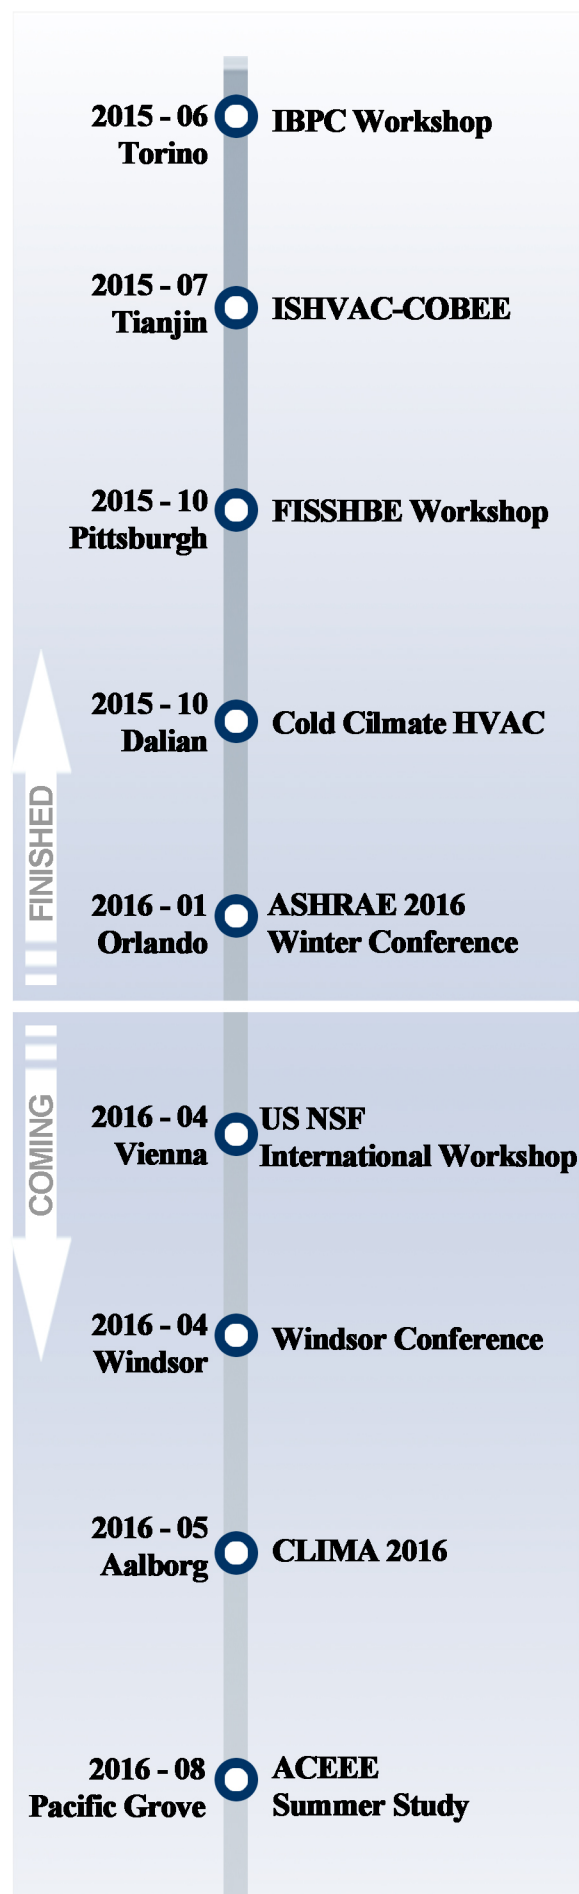 2015 - 06
Torino
IBPC Workshop
2015 - 07
Tianjin
ISHVAC-COBEE
2015 - 10
Pittsburgh
FISSHBE Workshop
2015 - 10
Dalian
Cold Cilmate HVAC
FINISHED
2016 - 01
Orlando
ASHRAE 2016
Winter Conference
COMING
2016 - 04
Vienna
US NSF
International Workshop
2016 - 04
Windsor
Windsor Conference
2016 - 05
Aalborg
CLIMA 2016
2016 - 08
Pacific Grove
ACEEE
Summer Study